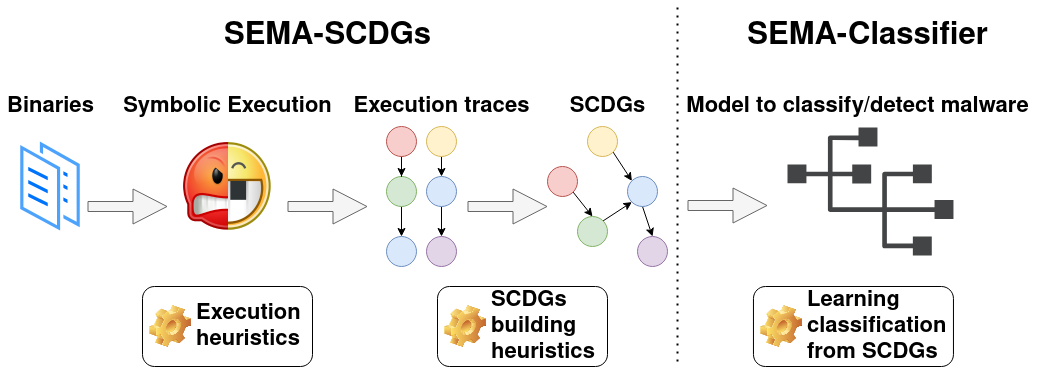 SEMA-SCDGs
SEMA-Classifier
Binaries
Symbolic Execution
Execution traces
SCDGs
Model to classify/detect malware
Execution
heuristics
SCDGs
building
heuristics
Learning
classification
from SCDGs